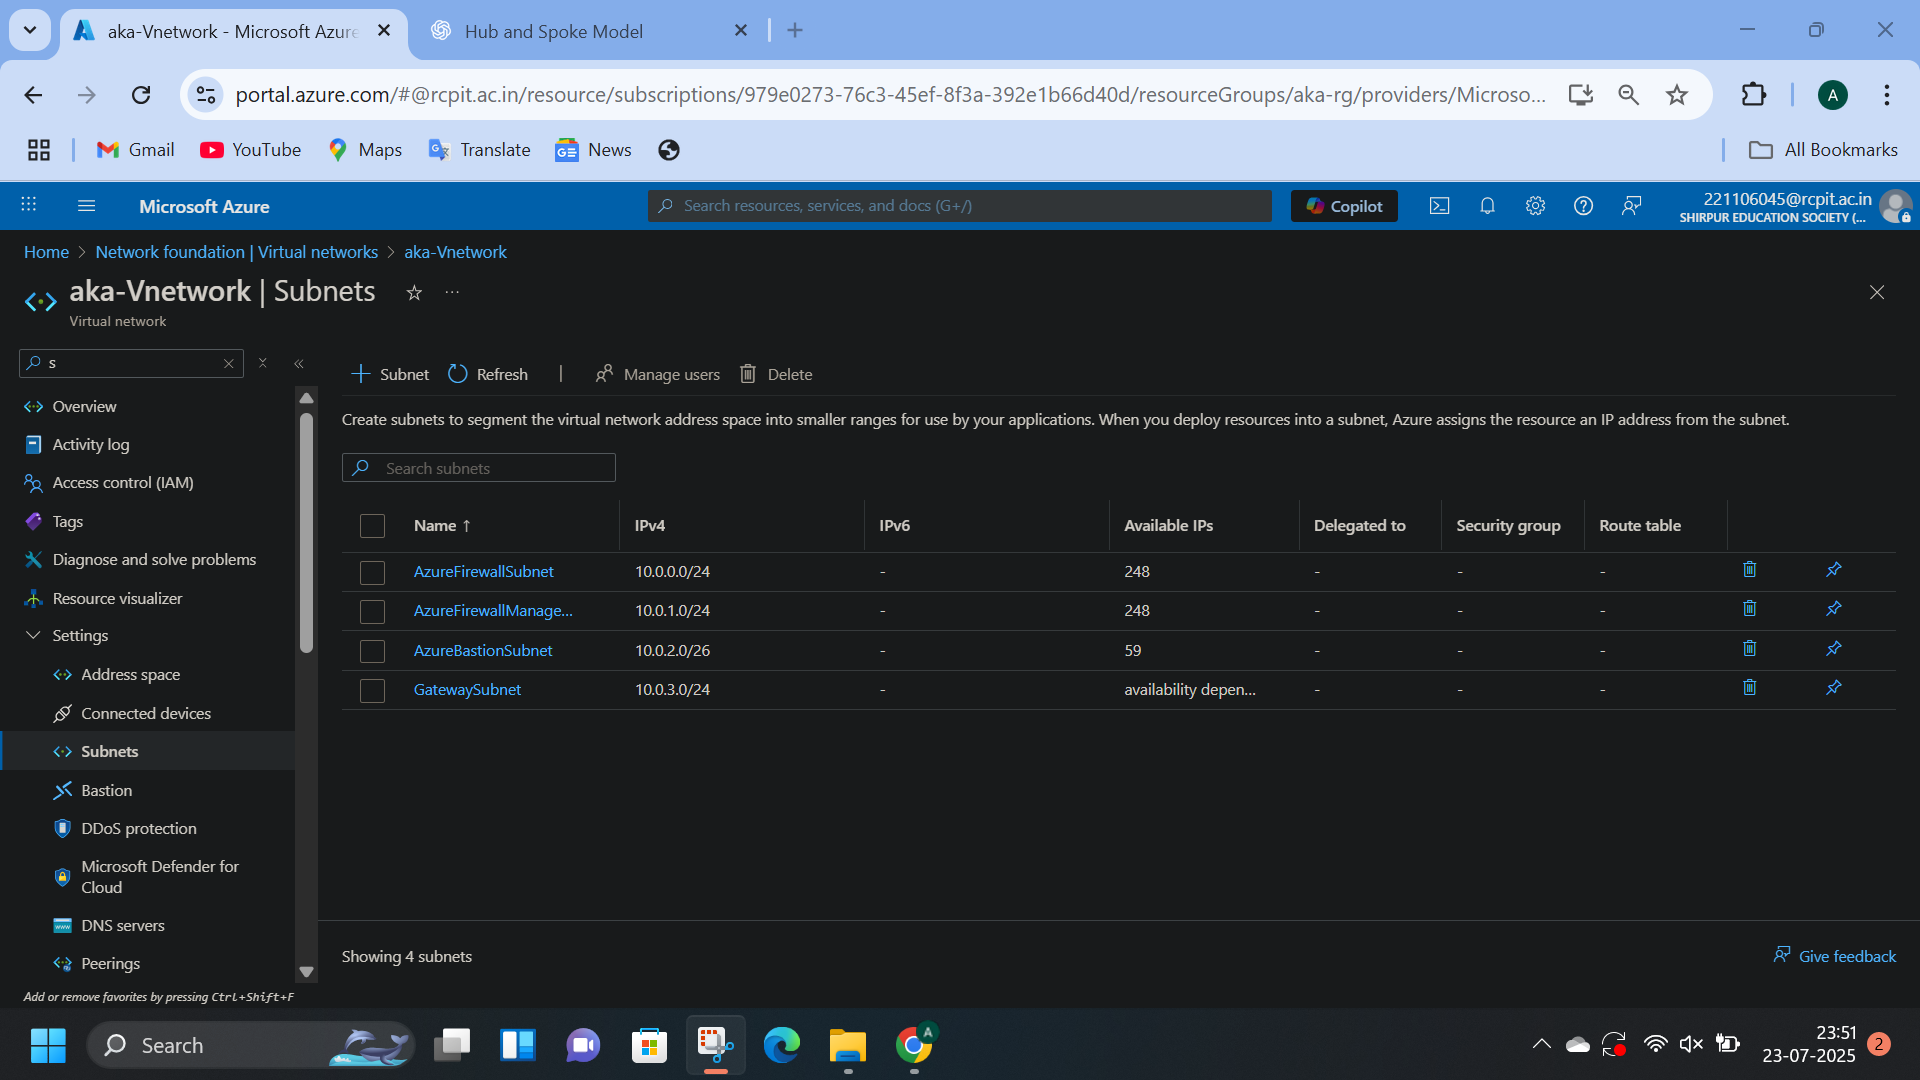 aka-Vnetwork - Microsoft Azure
Hub and Spoke Model
portal.azure.com/#@rcpit.ac.in/resource/subscriptions/979e0273-76c3-45ef-8f3a-392e1b66d40d/resourceGroups/aka-rg/providers/Microso...
A
Gmail
YouTube
Maps
Translate
News
All Bookmarks
Microsoft Azure
Search resources, services, and docs (G+/)
Copilot
221106045@rcpit.ac.in
SHIRPUR EDUCATION SOCIETY (...
Home > Network foundation | Virtual networks > aka-Vnetwork
aka-Vnetwork | Subnets
Virtual network
s
Overview
Activity log
Access control (IAM)
Tags
Diagnose and solve problems
Resource visualizer
Settings
Address space
Connected devices
Subnets
Bastion
DDoS protection
Microsoft Defender for
Cloud
DNS servers
Peerings
Add or remove favorites by pressing Ctrl+Shift+F
+ Subnet Refresh | Manage users Delete
Create subnets to segment the virtual network address space into smaller ranges for use by your applications. When you deploy resources into a subnet, Azure assigns the resource an IP address from the subnet.
Search subnets
Name ↑ IPv4 IPv6 Available IPs Delegated to Security group Route table
AzureFirewallSubnet 10.0.0.0/24 - 248 - - -
AzureFirewallManage... 10.0.1.0/24 - 248 - - -
AzureBastionSubnet 10.0.2.0/26 - 59 - - -
GatewaySubnet 10.0.3.0/24 - availability depen... - - -
Showing 4 subnets
Give feedback
Search
A
23:51
23-07-2025
2